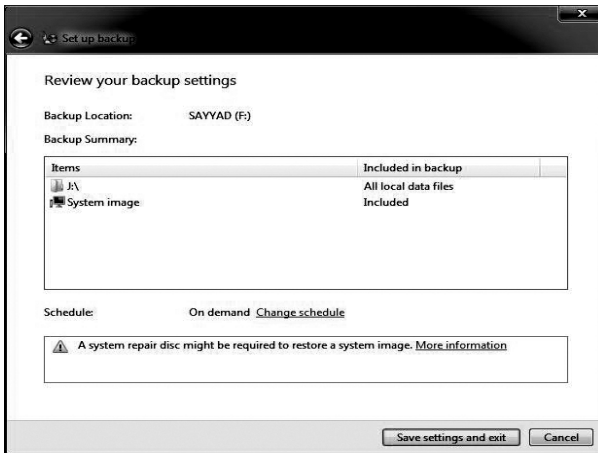 x
Set up backup
Review your backup settings
Backup Location: SAYYAD (F:)
Backup Summary:
Items Included in backup
J:\ All local data files
System image Included
Schedule: On demand Change schedule
A system repair disc might be required to restore a system image. More information
Save settings and exit Cancel